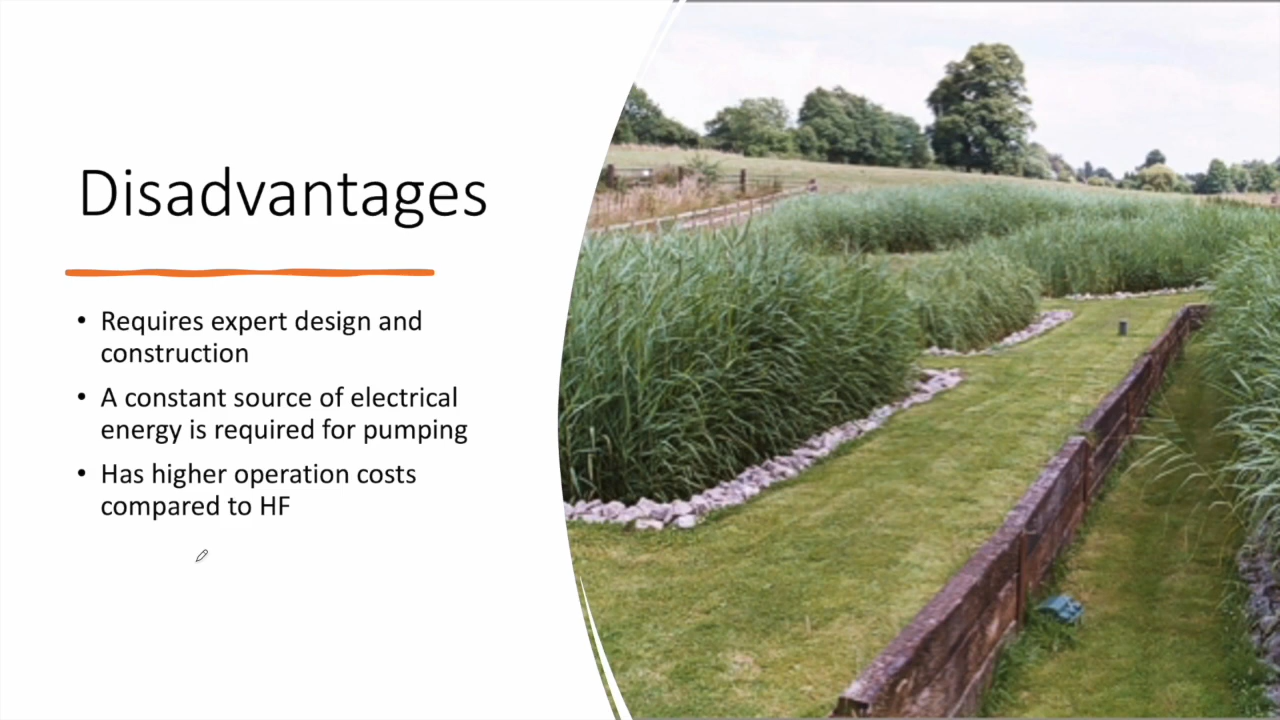 Disadvantages
• Requires expert design and
construction
• A constant source of electrical
energy is required for pumping
• Has higher operation costs
compared to HF